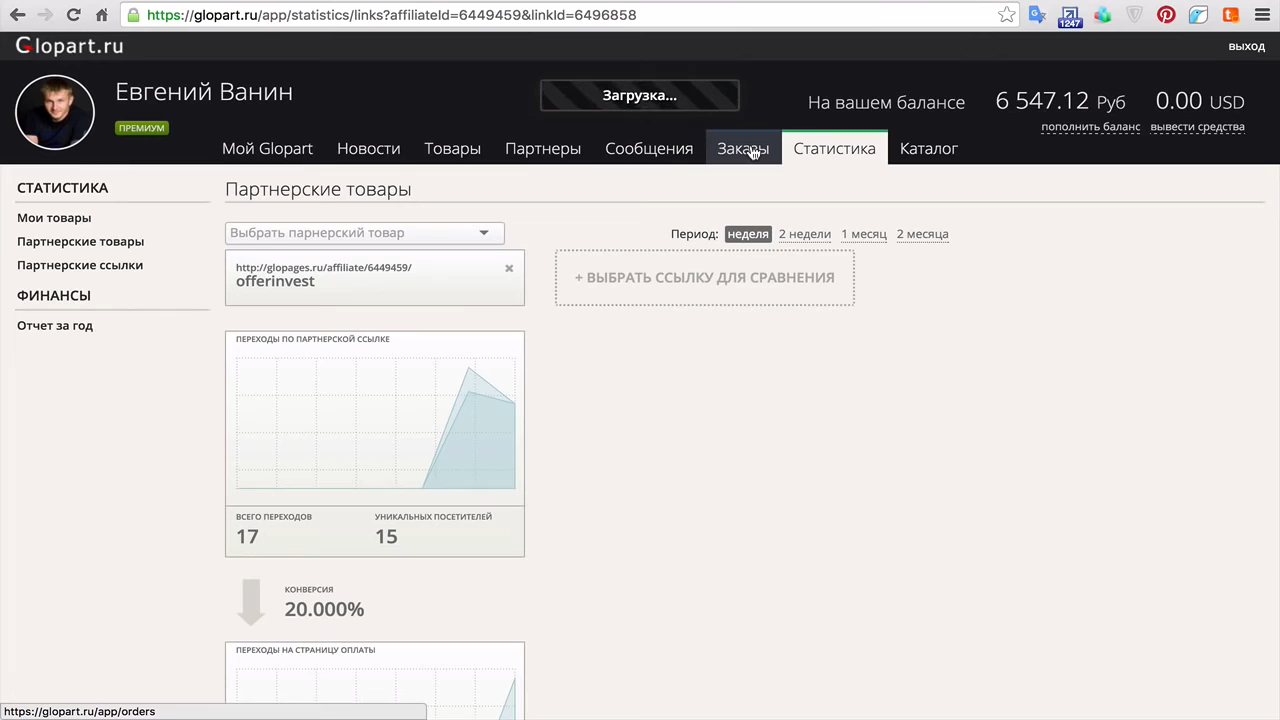 https://glopart.ru/app/statistics/links?affiliateId=6449459&linkId=6496858
1247
Glopart.ru
выход
Евгений Ванин
ПРЕМИУМ
Загрузка...
На вашем балансе
6 547.12 Руб
0.00 USD
пополнить баланс
вывести средства
Мой Glopart
Новости
Товары
Партнеры
Сообщения
Заказы
Статистика
Каталог
СТАТИСТИКА
Мои товары
Партнерские товары
Партнерские ссылки
ФИНАНСЫ
Отчет за год
Партнерские товары
Выбрать парнерский товар
Период: неделя 2 недели 1 месяц 2 месяца
http://glopages.ru/affiliate/6449459/
offerinvest
+ ВЫБРАТЬ ССЫЛКУ ДЛЯ СРАВНЕНИЯ
ПЕРЕХОДЫ ПО ПАРТНЕРСКОЙ ССЫЛКЕ
ВСЕГО ПЕРЕХОДОВ
17
УНИКАЛЬНЫХ ПОСЕТИТЕЛЕЙ
15
КОНВЕРСИЯ
20.000%
ПЕРЕХОДЫ НА СТРАНИЦУ ОПЛАТЫ
https://glopart.ru/app/orders